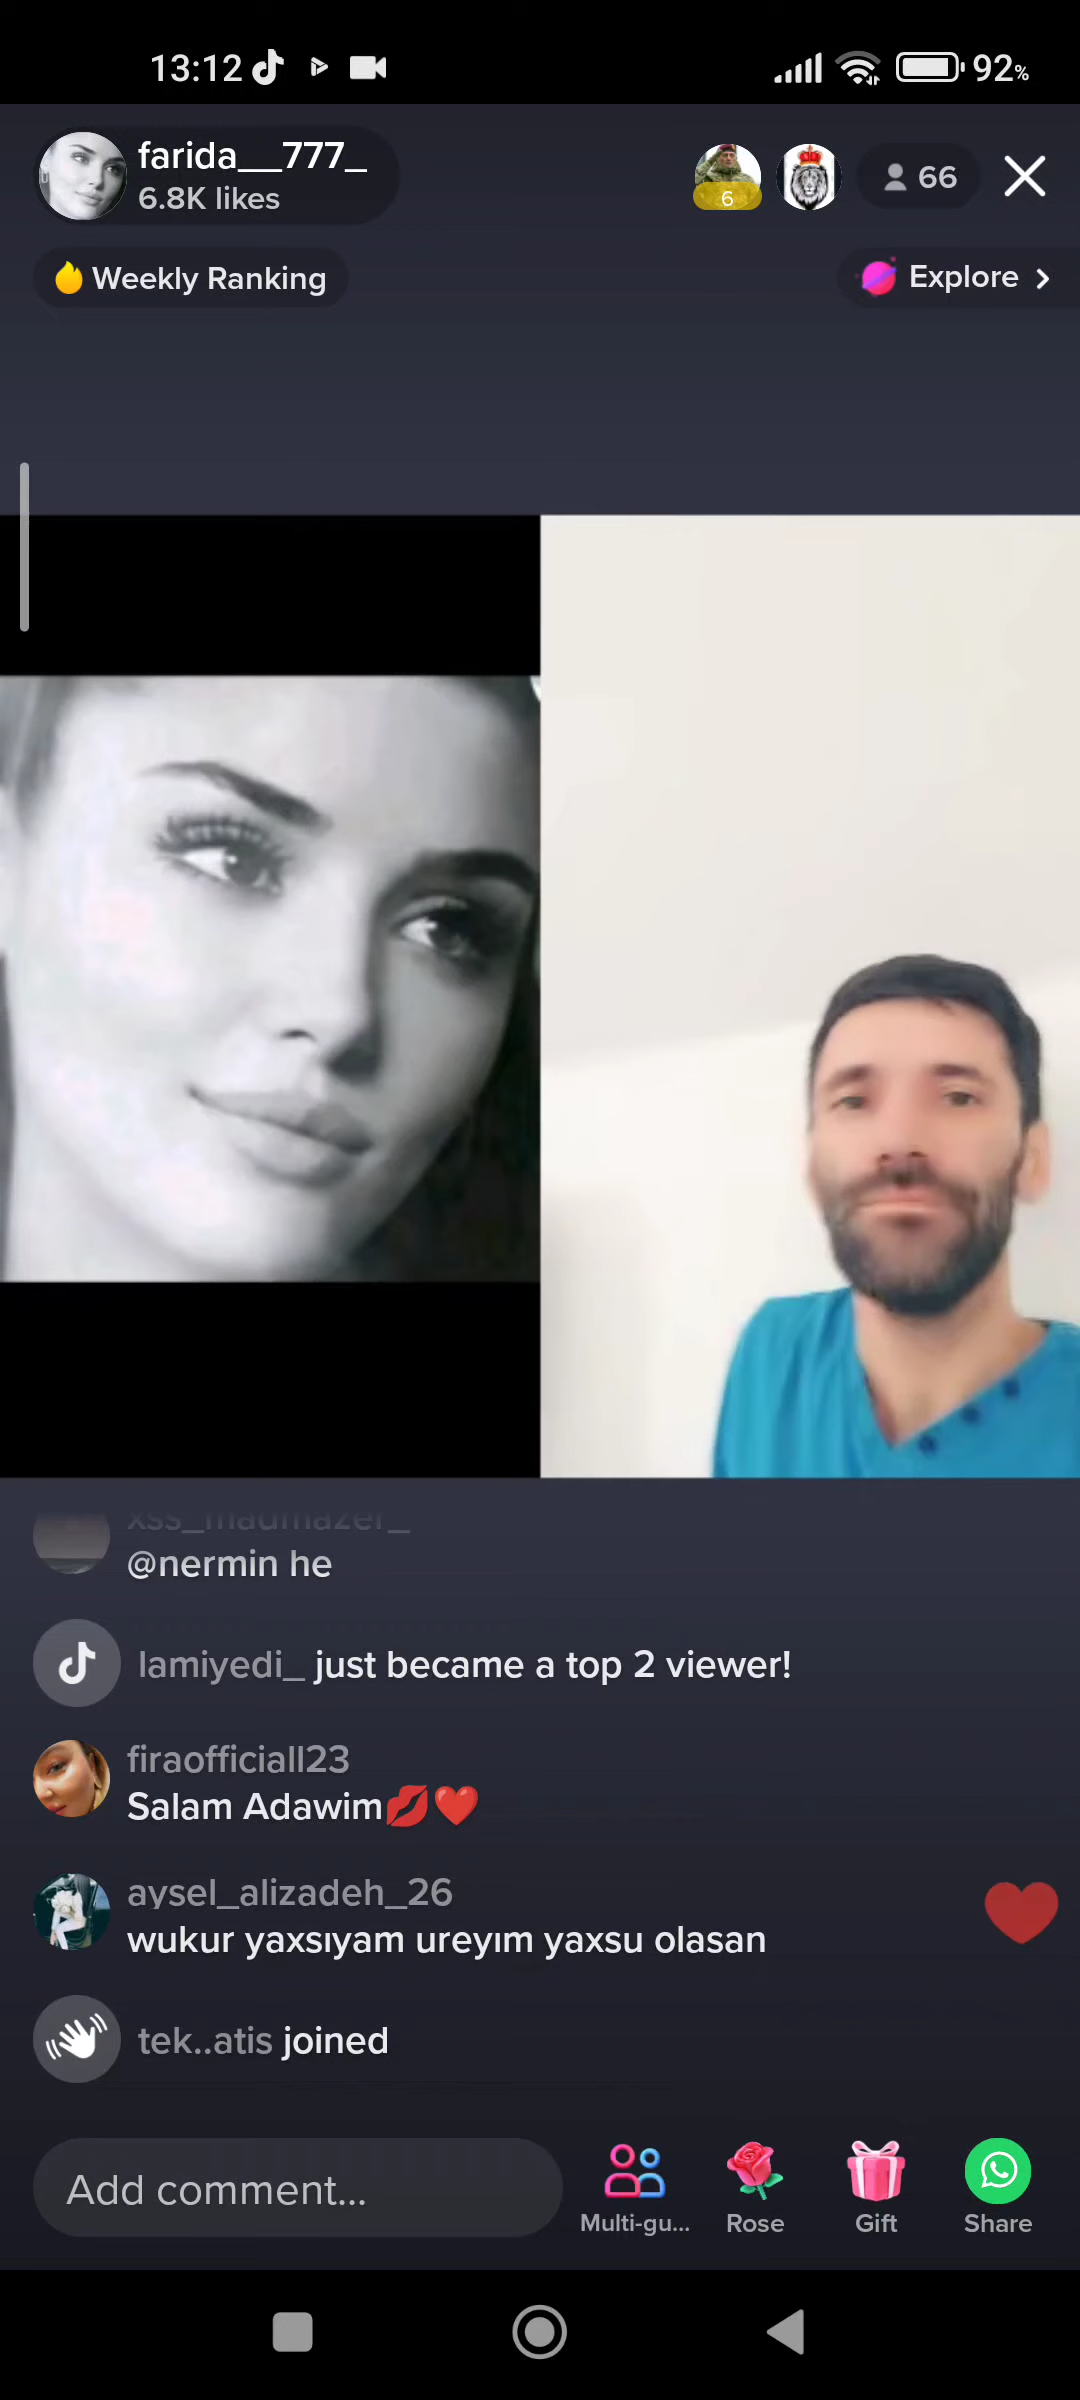 13:12
92%
farida__777_
6.8K likes
6
66
Weekly Ranking
Explore
xss_maumazer_
@nermin he
lamiyedi_ just became a top 2 viewer!
firaofficiall23
Salam Adawim💋❤️
aysel_alizadeh_26
wukur yaxsıyam ureyım yaxsu olasan
tek..atis joined
Add comment...
Multi-gu...
Rose
Gift
Share